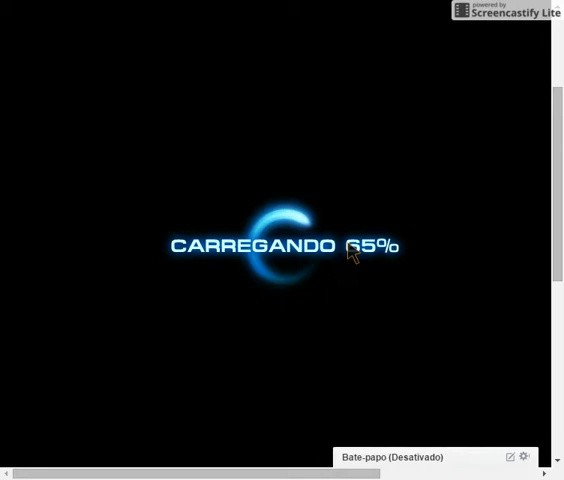 powered by
Screencastify Lite
CARREGANDO 65%
Bate-papo (Desativado)